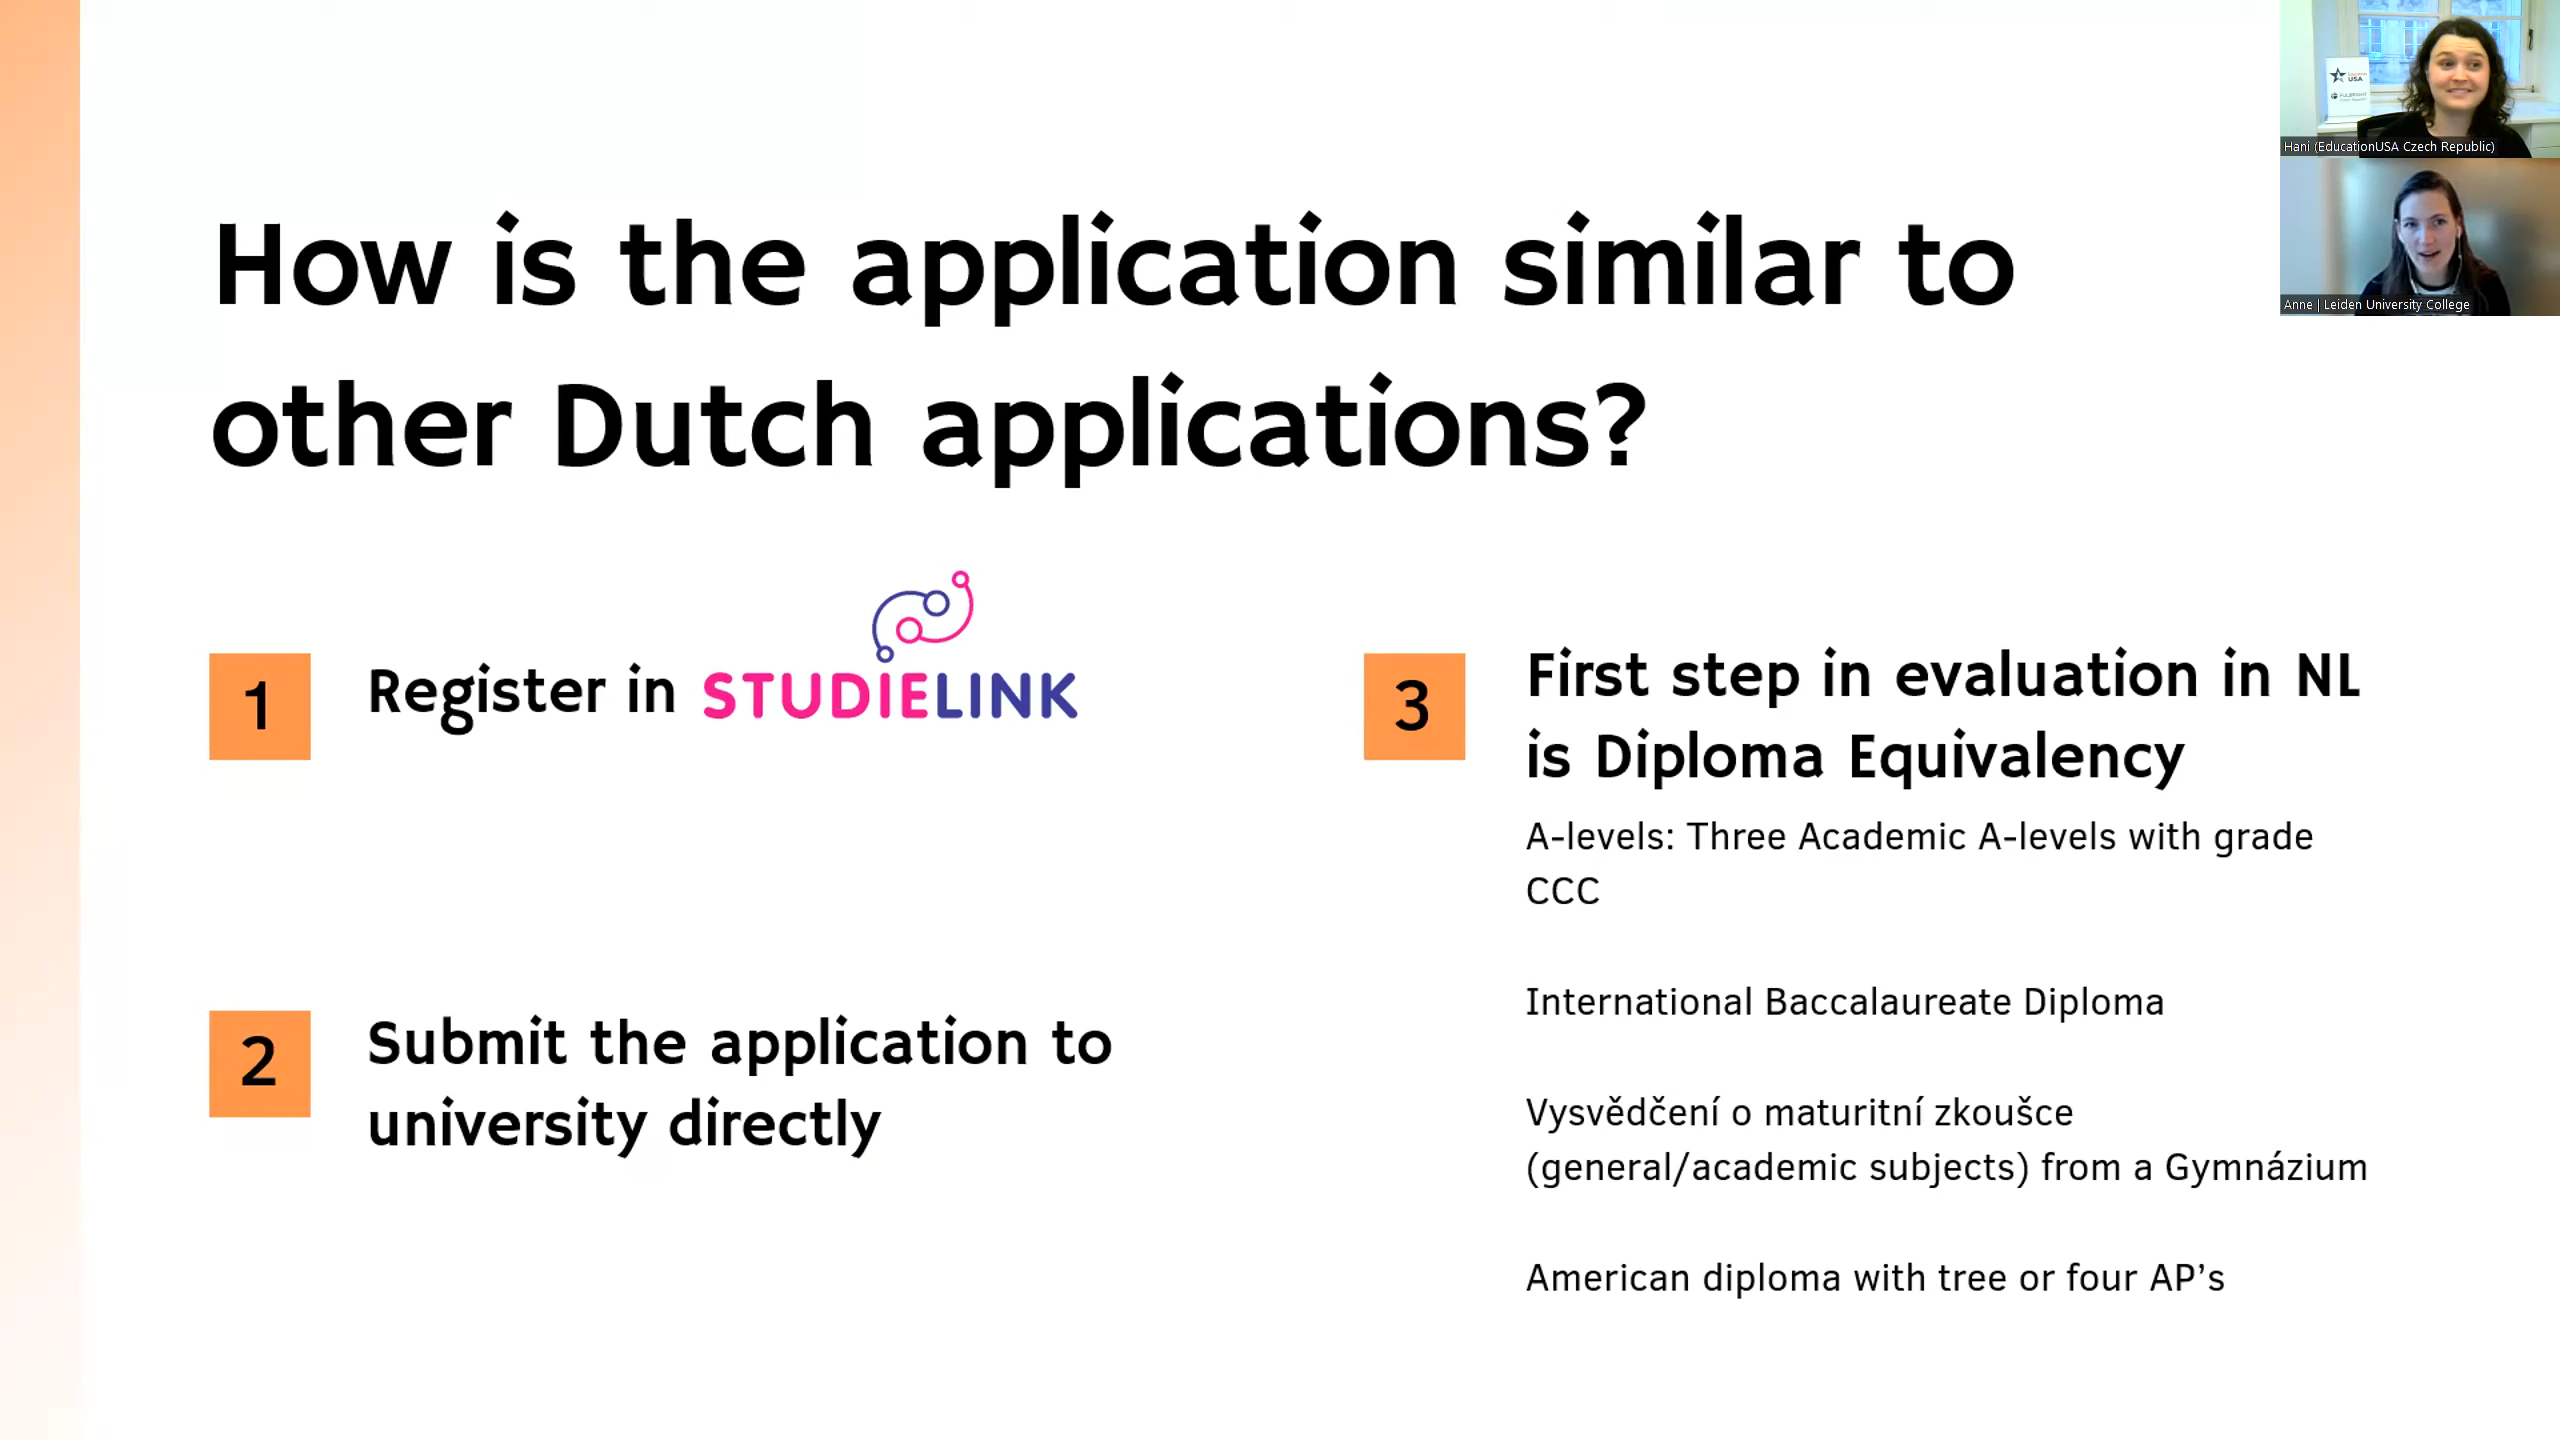 How is the application similar to
other Dutch applications?
1
Register in STUDIELINK
2
Submit the application to
university directly
3
First step in evaluation in NL
is Diploma Equivalency
A-levels: Three Academic A-levels with grade
CCC
International Baccalaureate Diploma
Vysvědčení o maturitní zkoušce
(general/academic subjects) from a Gymnázium
American diploma with tree or four AP's
USA
FULBRIGHT
Hani (EducationUSA Czech Republic)
Anne | Leiden University College